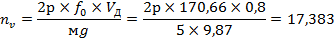 n_v = (2p × f_0 × V_Д) / (мg) = (2p × 170,66 × 0,8) / (5 × 9,87) = 17,383